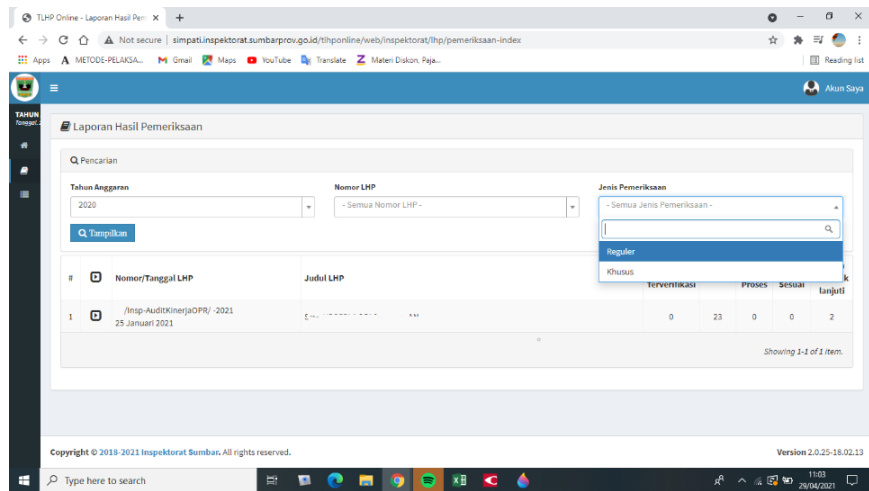 TLHP Online - Laporan Hasil Pem
Not secure | simpati.inspektorat.sumbarprov.go.id/tlhponline/web/inspektorat/lhp/pemeriksaan-index
Apps METODE-PELAKSA... Gmail Maps YouTube Translate Materi Diskon, Paja... Reading list
Akun Saya
TAHUN
Laporan Hasil Pemeriksaan
Pencarian
Tahun Anggaran Nomor LHP Jenis Pemeriksaan
2020 - Semua Nomor LHP - - Semua Jenis Pemeriksaan -
Tampilkan
Reguler
Khusus
# Nomor/Tanggal LHP Judul LHP Terverifikasi Proses Sesuai
lanjuti
1 /Insp-AuditKinerjaOPR/ -2021 0 23 0 0 2
25 Januari 2021
Showing 1-1 of 1 item.
Copyright © 2018-2021 Inspektorat Sumbar. All rights reserved. Version 2.0.25-18.02.13
Type here to search
11:03
29/04/2021